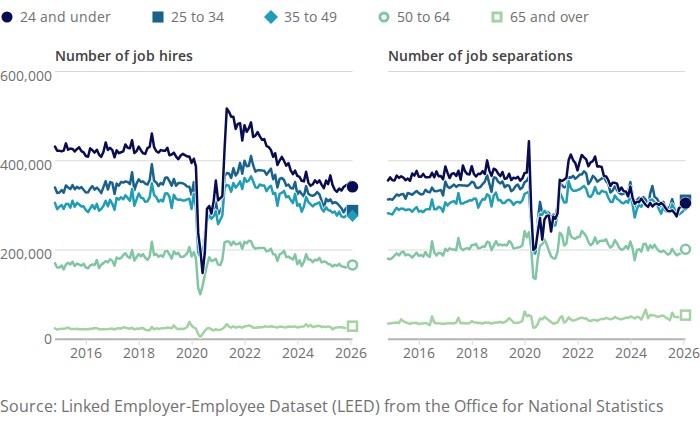 24 and under 25 to 34 35 to 49 50 to 64 65 and over
Number of job hires Number of job separations
600,000
400,000
200,000
0
2016 2018 2020 2022 2024 2026 2016 2018 2020 2022 2024 2026
Source: Linked Employer-Employee Dataset (LEED) from the Office for National Statistics